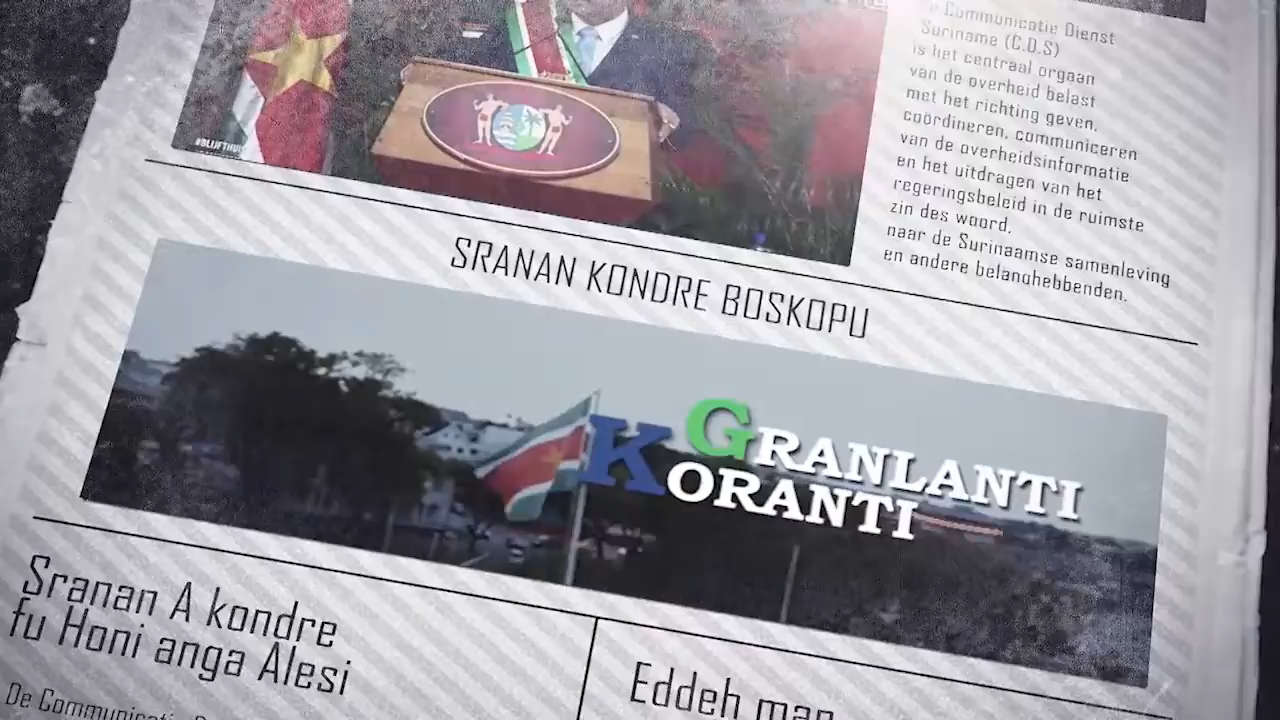 Communicatie Dienst
Suriname (C.D.S)
is het centraal orgaan
van de overheid belast
met het richting geven,
coördineren, communiceren
van de overheidsinformatie
en het uitdragen van het
regeringsbeleid in de ruimste
zin des woord.
naar de Surinaamse samenleving
en andere belanghebbenden.
SRANAN KONDRE BOSKOPU
GRANLANTI
KORANTI
Sranan A kondre
fu Honi anga Alesi
De
Eddeh man